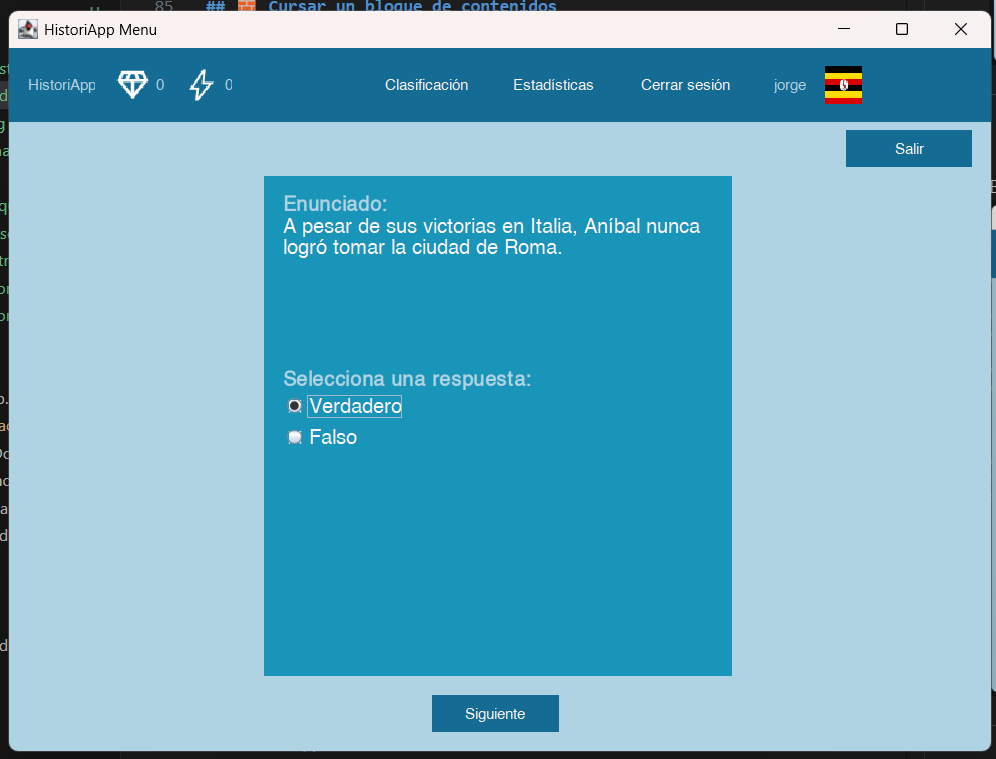 85 ## Cursar un bloque de contenidos
HistoriApp Menu
HistoriApp 0 0 Clasificación Estadísticas Cerrar sesión jorge
Salir
Enunciado:
A pesar de sus victorias en Italia, Aníbal nunca
logró tomar la ciudad de Roma.
Selecciona una respuesta:
Verdadero
Falso
Siguiente